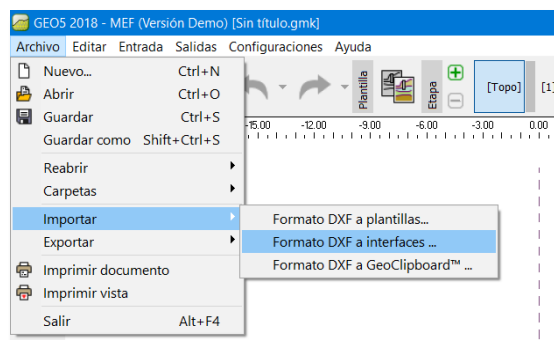 GEO5 2018 - MEF (Versión Demo) [Sin título.gmk]
Archivo Editar Entrada Salidas Configuraciones Ayuda
Nuevo... Ctrl+N
Abrir Ctrl+O
Guardar Ctrl+S
Guardar como Shift+Ctrl+S
Reabrir
Carpetas
Importar
Exportar
Imprimir documento
Imprimir vista
Salir Alt+F4
Formato DXF a plantillas...
Formato DXF a interfaces ...
Formato DXF a GeoClipboard™ ...
Plantilla
Etapa
[Topo] [1]
-15.00 -12.00 -9.00 -6.00 -3.00 0.00